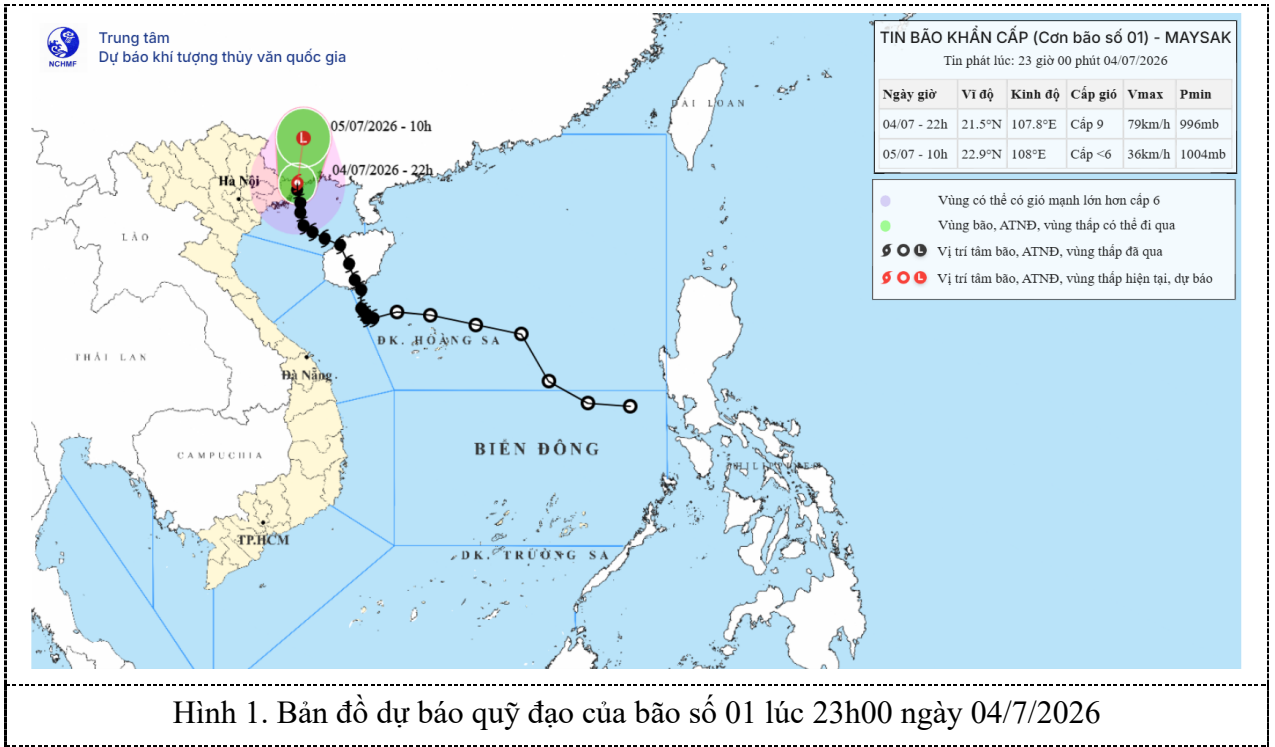 Trung tâm
Dự báo khí tượng thủy văn quốc gia
NCHMF
TIN BÃO KHẨN CẤP (Cơn bão số 01) - MAYSAK
Tin phát lúc: 23 giờ 00 phút 04/07/2026
Ngày giờ Vĩ độ Kinh độ Cấp gió Vmax Pmin
04/07 - 22h 21.5°N 107.8°E Cấp 9 79km/h 996mb
05/07 - 10h 22.9°N 108°E Cấp <6 36km/h 1004mb
Vùng có thể có gió mạnh lớn hơn cấp 6
Vùng bão, ATNĐ, vùng thấp có thể đi qua
Vị trí tâm bão, ATNĐ, vùng thấp đã qua
Vị trí tâm bão, ATNĐ, vùng thấp hiện tại, dự báo
ĐÀI LOAN
05/07/2026 - 10h
L
04/07/2026 - 22h
Hà Nội
LÀO
ĐK. HOÀNG SA
THÁI LAN
Đà Nẵng
BIỂN ĐÔNG
CAMPUCHIA
PHILIPPINES
TP.HCM
ĐK. TRƯỜNG SA
Hình 1. Bản đồ dự báo quỹ đạo của bão số 01 lúc 23h00 ngày 04/7/2026